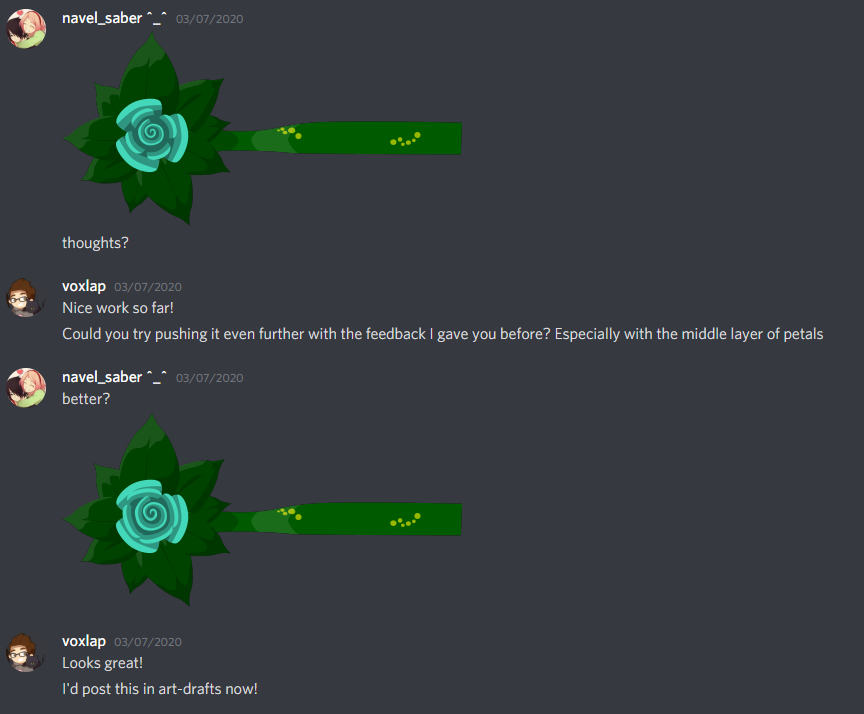 navel_saber ^_^ 03/07/2020
thoughts?
voxlap 03/07/2020
Nice work so far!
Could you try pushing it even further with the feedback I gave you before? Especially with the middle layer of petals
navel_saber ^_^ 03/07/2020
better?
voxlap 03/07/2020
Looks great!
I'd post this in art-drafts now!